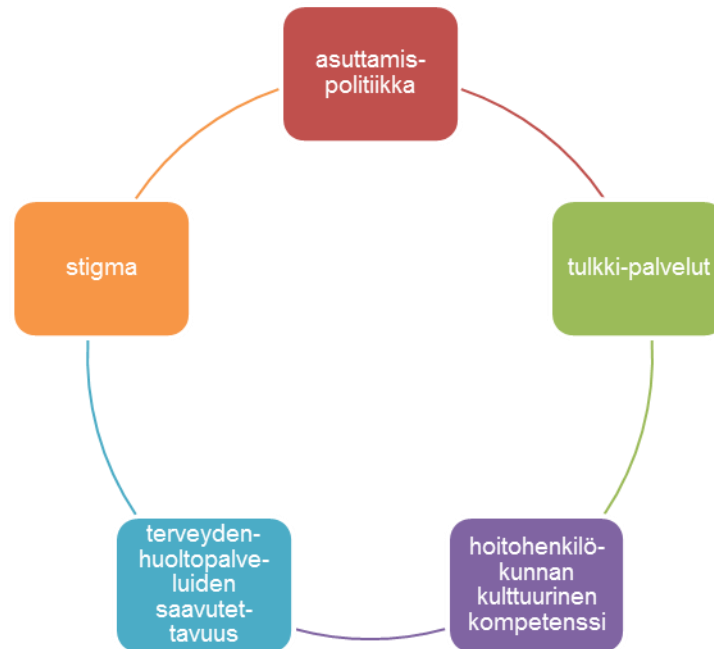 asuttamis-
politiikka
stigma
tulkki-palvelut
terveyden-
huoltopalve-
luiden
saavutet-
tavuus
hoitohenkilö-
kunnan
kulttuurinen
kompetenssi